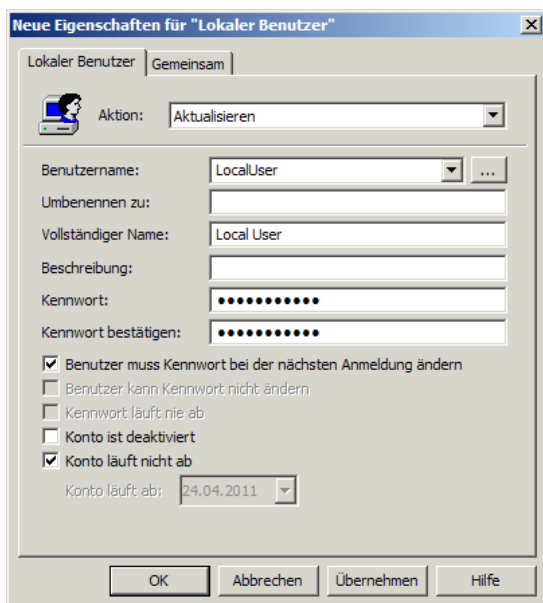 Neue Eigenschaften für "Lokaler Benutzer"
Lokaler Benutzer Gemeinsam
Aktion: Aktualisieren
Benutzername: LocalUser ...
Umbenennen zu:
Vollständiger Name: Local User
Beschreibung:
Kennwort: ●●●●●●●●●●●
Kennwort bestätigen: ●●●●●●●●●●●
Benutzer muss Kennwort bei der nächsten Anmeldung ändern
Benutzer kann Kennwort nicht ändern
Kennwort läuft nie ab
Konto ist deaktiviert
Konto läuft nicht ab
Konto läuft ab: 24.04.2011
OK Abbrechen Übernehmen Hilfe